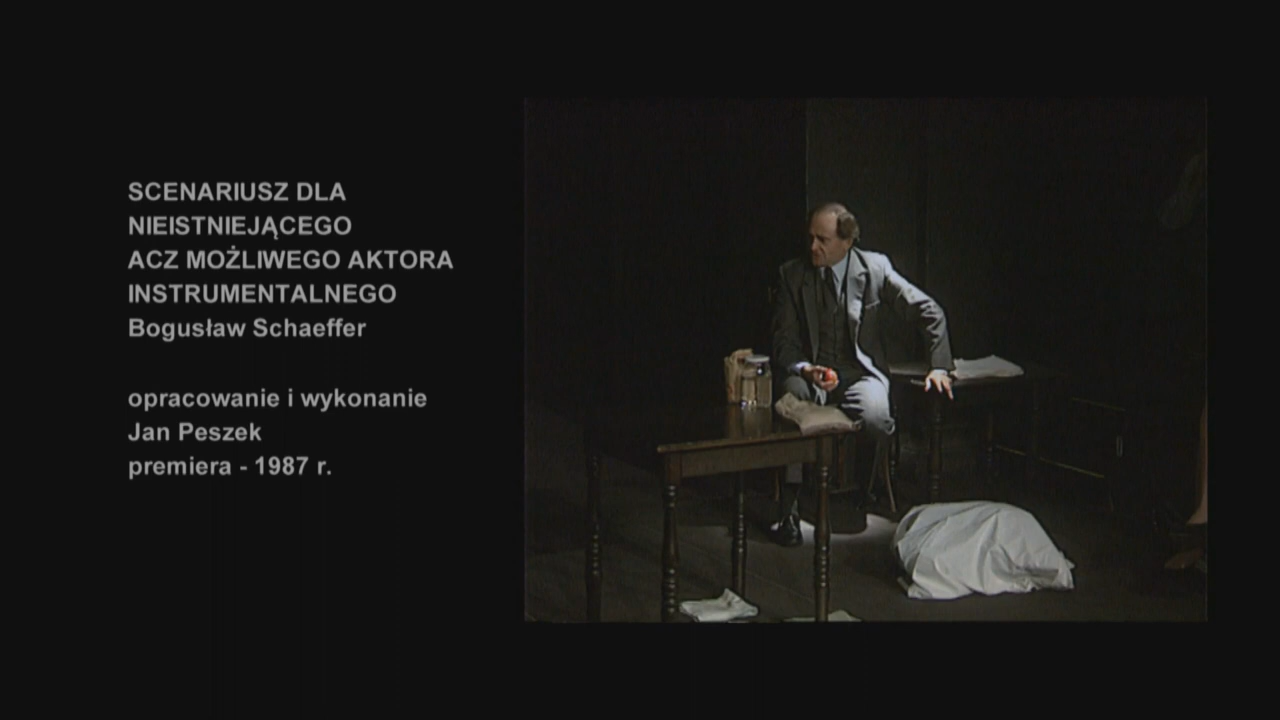 SCENARIUSZ DLA
NIEISTNIEJĄCEGO
ACZ MOŻLIWEGO AKTORA
INSTRUMENTALNEGO
Bogusław Schaeffer
opracowanie i wykonanie
Jan Peszek
premiera - 1987 r.